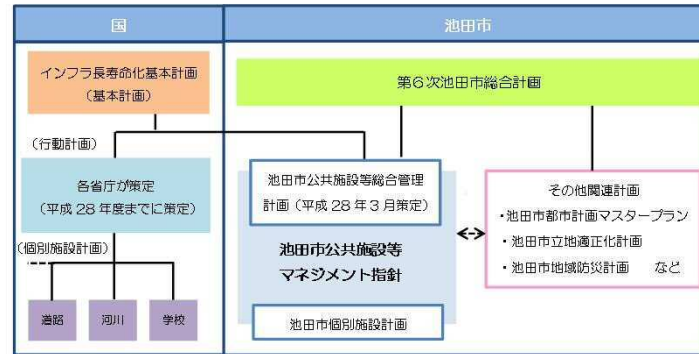 国
池田市
インフラ長寿命化基本計画
（基本計画）
第６次池田市総合計画
（行動計画）
各省庁が策定
（平成 28 年度までに策定）
池田市公共施設等総合管理
計画（平成 28 年３月策定）
その他関連計画
・池田市都市計画マスタープラン
・池田市立地適正化計画
・池田市地域防災計画　など
池田市公共施設等
マネジメント指針
（個別施設計画）
道路
河川
学校
池田市個別施設計画